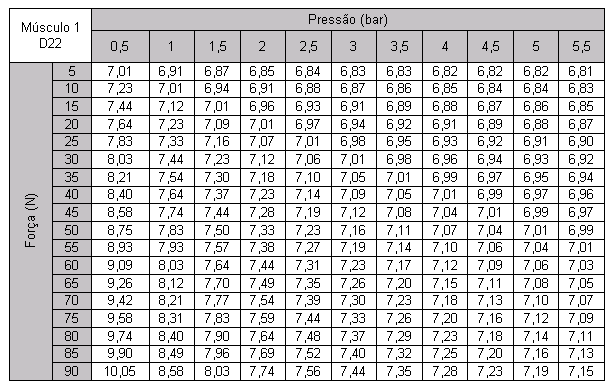 Músculo 1 D22 Pressão (bar)
0,5 1 1,5 2 2,5 3 3,5 4 4,5 5 5,5
Força (N)
5 7,01 6,91 6,87 6,85 6,84 6,83 6,83 6,82 6,82 6,82 6,81
10 7,23 7,01 6,94 6,91 6,88 6,87 6,86 6,85 6,84 6,84 6,83
15 7,44 7,12 7,01 6,96 6,93 6,91 6,89 6,88 6,87 6,86 6,85
20 7,64 7,23 7,09 7,01 6,97 6,94 6,92 6,91 6,89 6,88 6,87
25 7,83 7,33 7,16 7,07 7,01 6,98 6,95 6,93 6,92 6,91 6,90
30 8,03 7,44 7,23 7,12 7,06 7,01 6,98 6,96 6,94 6,93 6,92
35 8,21 7,54 7,30 7,18 7,10 7,05 7,01 6,99 6,97 6,95 6,94
40 8,40 7,64 7,37 7,23 7,14 7,09 7,05 7,01 6,99 6,97 6,96
45 8,58 7,74 7,44 7,28 7,19 7,12 7,08 7,04 7,01 6,99 6,97
50 8,75 7,83 7,50 7,33 7,23 7,16 7,11 7,07 7,04 7,01 6,99
55 8,93 7,93 7,57 7,38 7,27 7,19 7,14 7,10 7,06 7,04 7,01
60 9,09 8,03 7,64 7,44 7,31 7,23 7,17 7,12 7,09 7,06 7,03
65 9,26 8,12 7,70 7,49 7,35 7,26 7,20 7,15 7,11 7,08 7,05
70 9,42 8,21 7,77 7,54 7,39 7,30 7,23 7,18 7,13 7,10 7,07
75 9,58 8,31 7,83 7,59 7,44 7,33 7,26 7,20 7,16 7,12 7,09
80 9,74 8,40 7,90 7,64 7,48 7,37 7,29 7,23 7,18 7,14 7,11
85 9,90 8,49 7,96 7,69 7,52 7,40 7,32 7,25 7,20 7,16 7,13
90 10,05 8,58 8,03 7,74 7,56 7,44 7,35 7,28 7,23 7,19 7,15